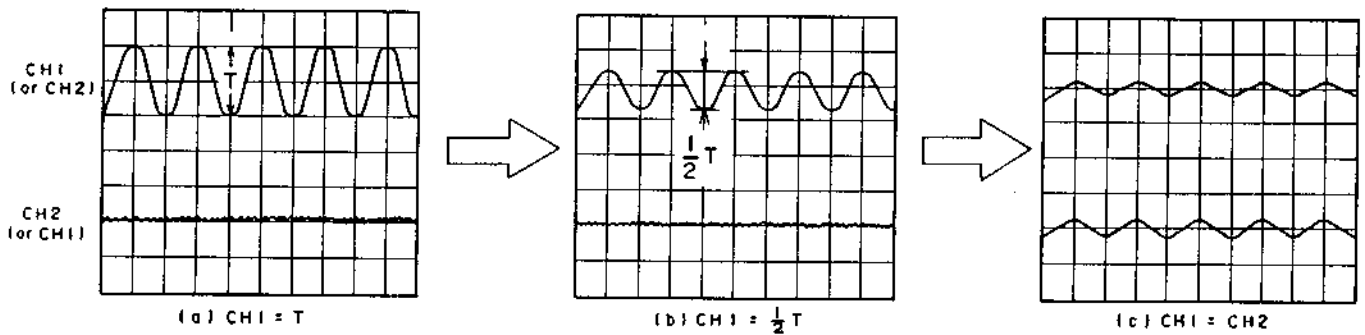 CH1
(or CH2)
T
CH2
(or CH1)
(a) CH1 = T
1/2 T
(b) CH1 = 1/2 T
(c) CH1 = CH2